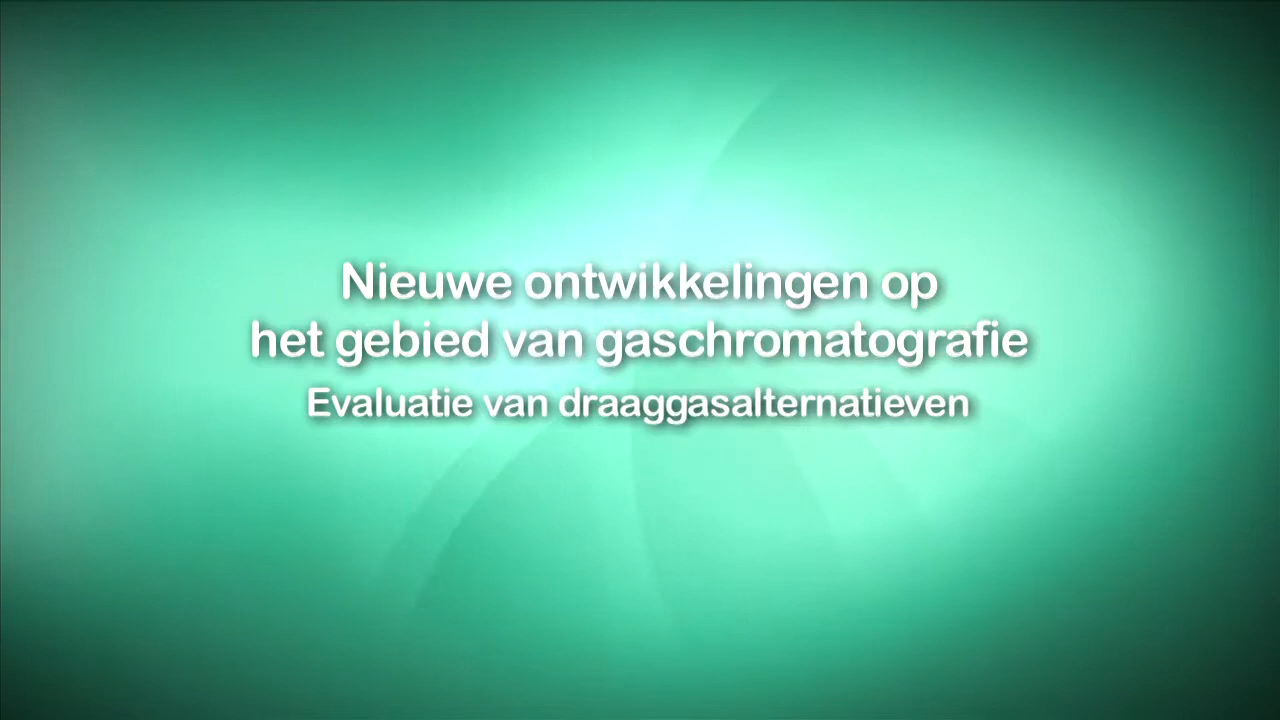 Nieuwe ontwikkelingen op
het gebied van gaschromatografie
Evaluatie van draaggasalternatieven